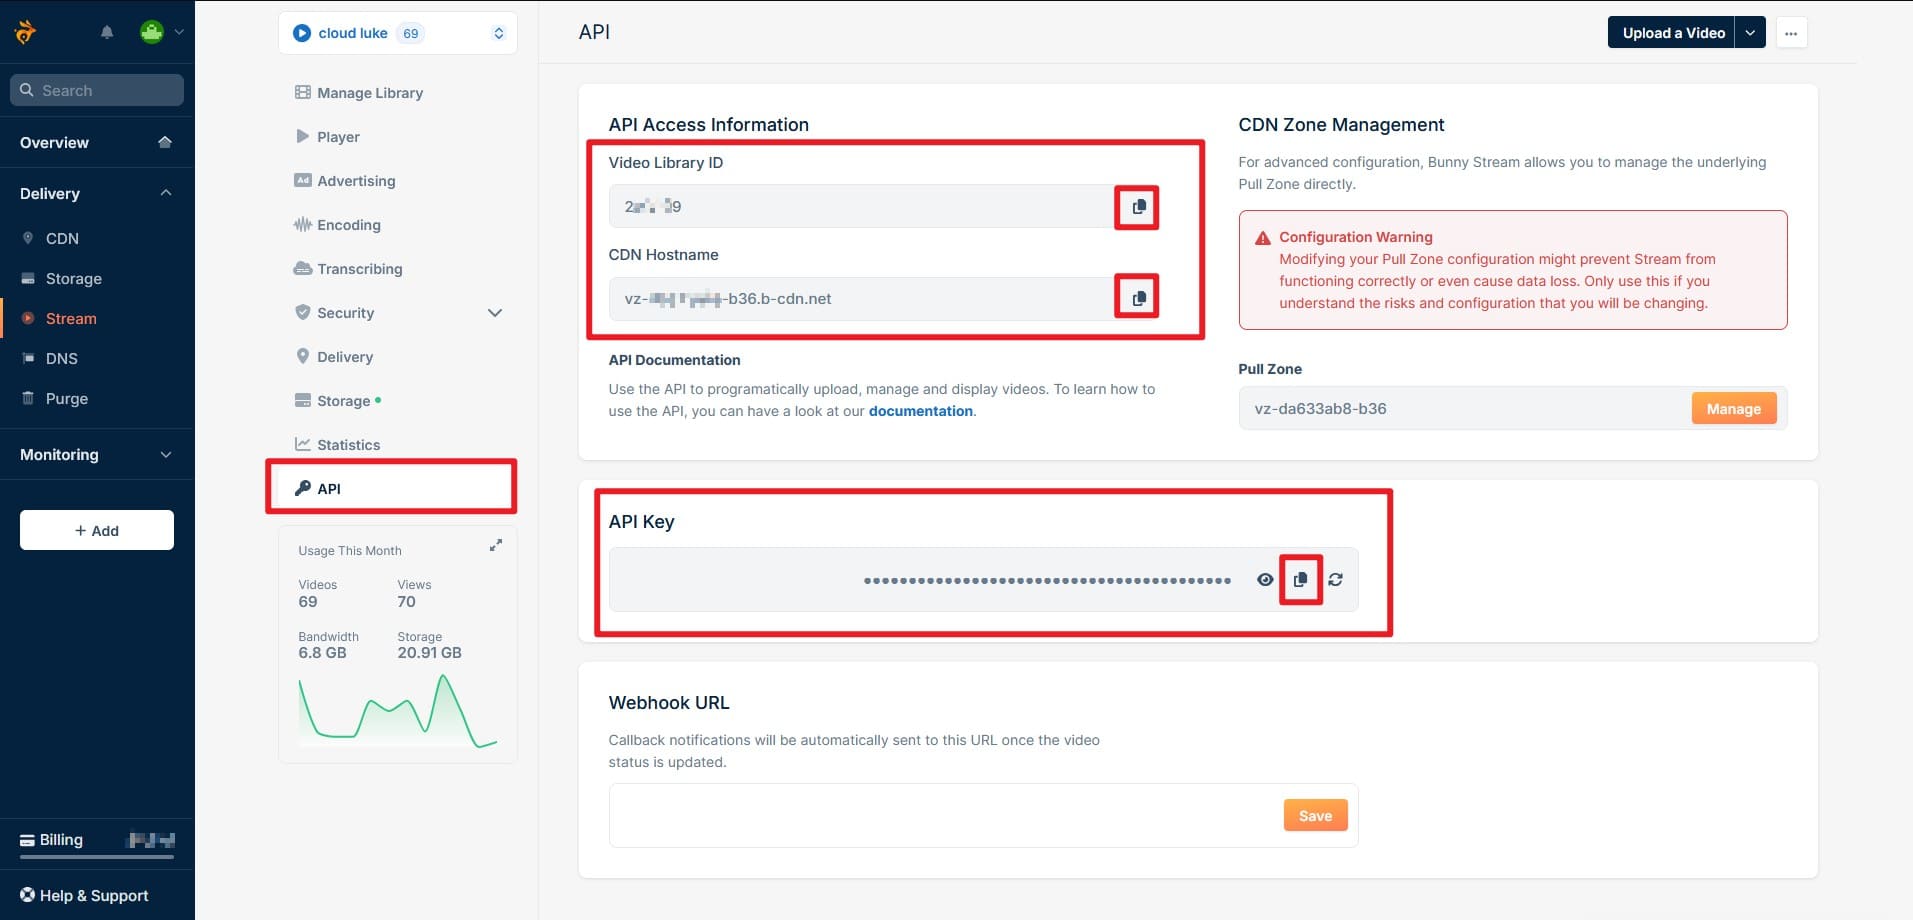 Search
Overview
Delivery
CDN
Storage
Stream
DNS
Purge
Monitoring
+ Add
Billing
Help & Support
cloud luke 69
Manage Library
Player
Ad Advertising
Encoding
Transcribing
Security
Delivery
Storage
Statistics
API
Usage This Month
Videos Views
69 70
Bandwidth Storage
6.8 GB 20.91 GB
API
Upload a Video
API Access Information
Video Library ID
CDN Hostname
-b36.b-cdn.net
API Documentation
Use the API to programatically upload, manage and display videos. To learn how to
use the API, you can have a look at our documentation.
CDN Zone Management
For advanced configuration, Bunny Stream allows you to manage the underlying
Pull Zone directly.
Configuration Warning
Modifying your Pull Zone configuration might prevent Stream from
functioning correctly or even cause data loss. Only use this if you
understand the risks and configuration that you will be changing.
Pull Zone
vz-da633ab8-b36
Manage
API Key
Webhook URL
Callback notifications will be automatically sent to this URL once the video
status is updated.
Save